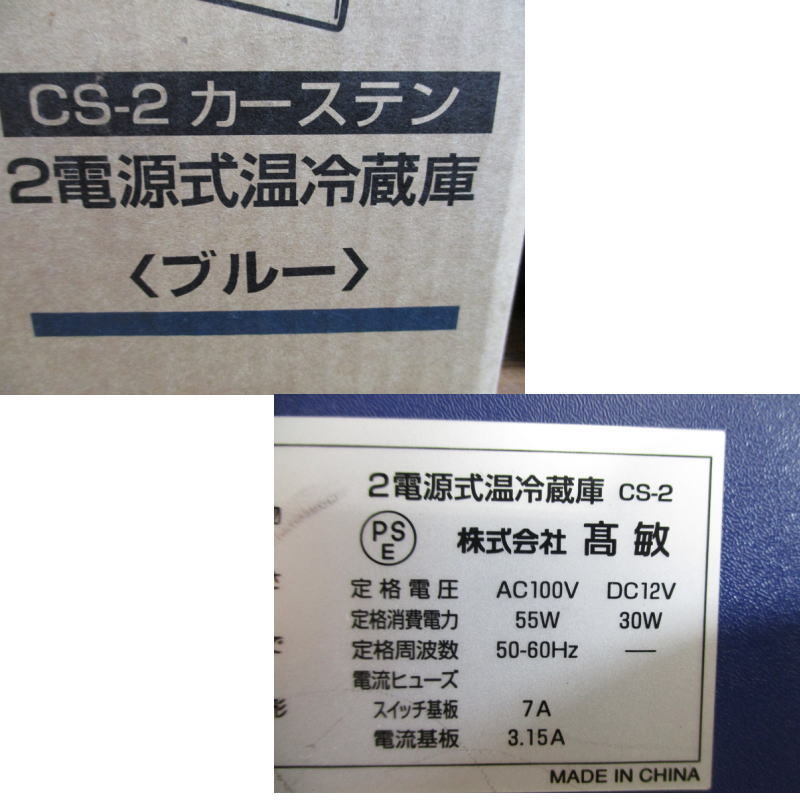 CS-2 カーステン
2電源式温冷蔵庫
〈ブルー〉
2電源式温冷蔵庫 CS-2
PSE 株式会社 髙敏
定格電圧 AC100V DC12V
定格消費電力 55W 30W
定格周波数 50-60Hz —
電流ヒューズ
スイッチ基板 7A
電流基板 3.15A
MADE IN CHINA